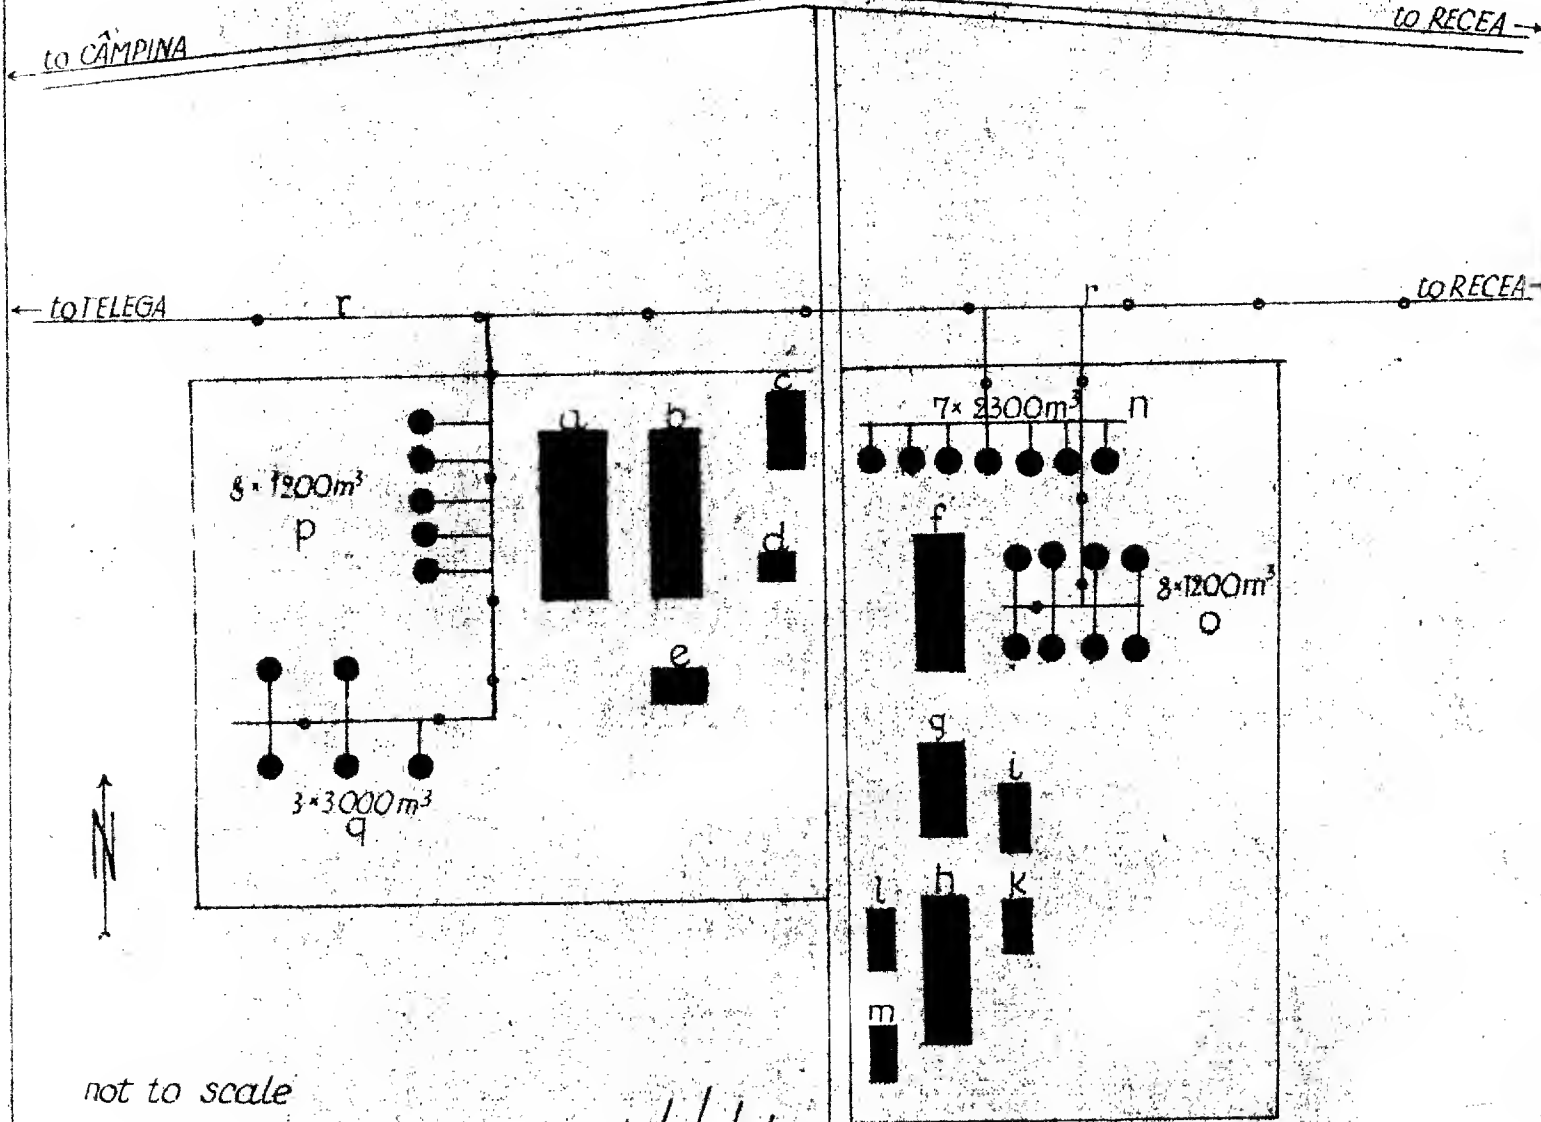 to CÂMPINA
to RECEA
to TELEGA
r
r
to RECEA
c
7 × 2300m³ n
a
b
8 × 1200m³
p
f
d
8 × 1200m³
o
e
g
i
3 × 3000m³
q
N
l
h
k
m
not to scale